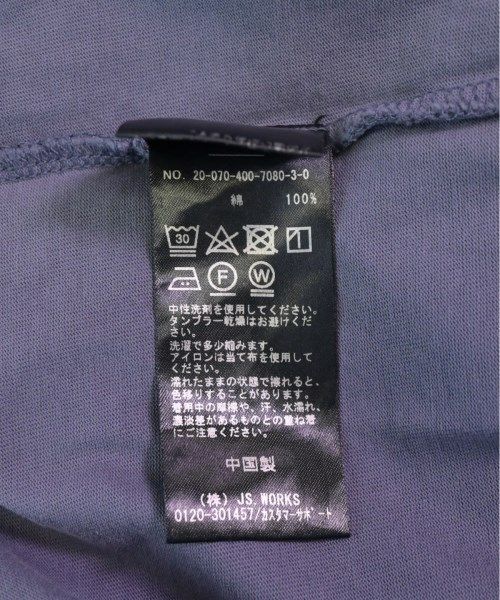 NO. 20-070-400-7080-3-0
綿 100%
30
F W
中性洗剤を使用してください。
タンブラー乾燥はお避けくだ
さい。
洗濯で多少縮みます。
アイロンは当て布を使用して
ください。
濡れたままの状態で擦れると、
色移りすることがあります。
着用中の摩擦や、汗、水濡れ、
濃淡差があるものとの重ね着
にご注意ください。
中国製
(株) JS.WORKS
0120-301457/ｶｽﾀﾏｰｻﾎﾟｰﾄ